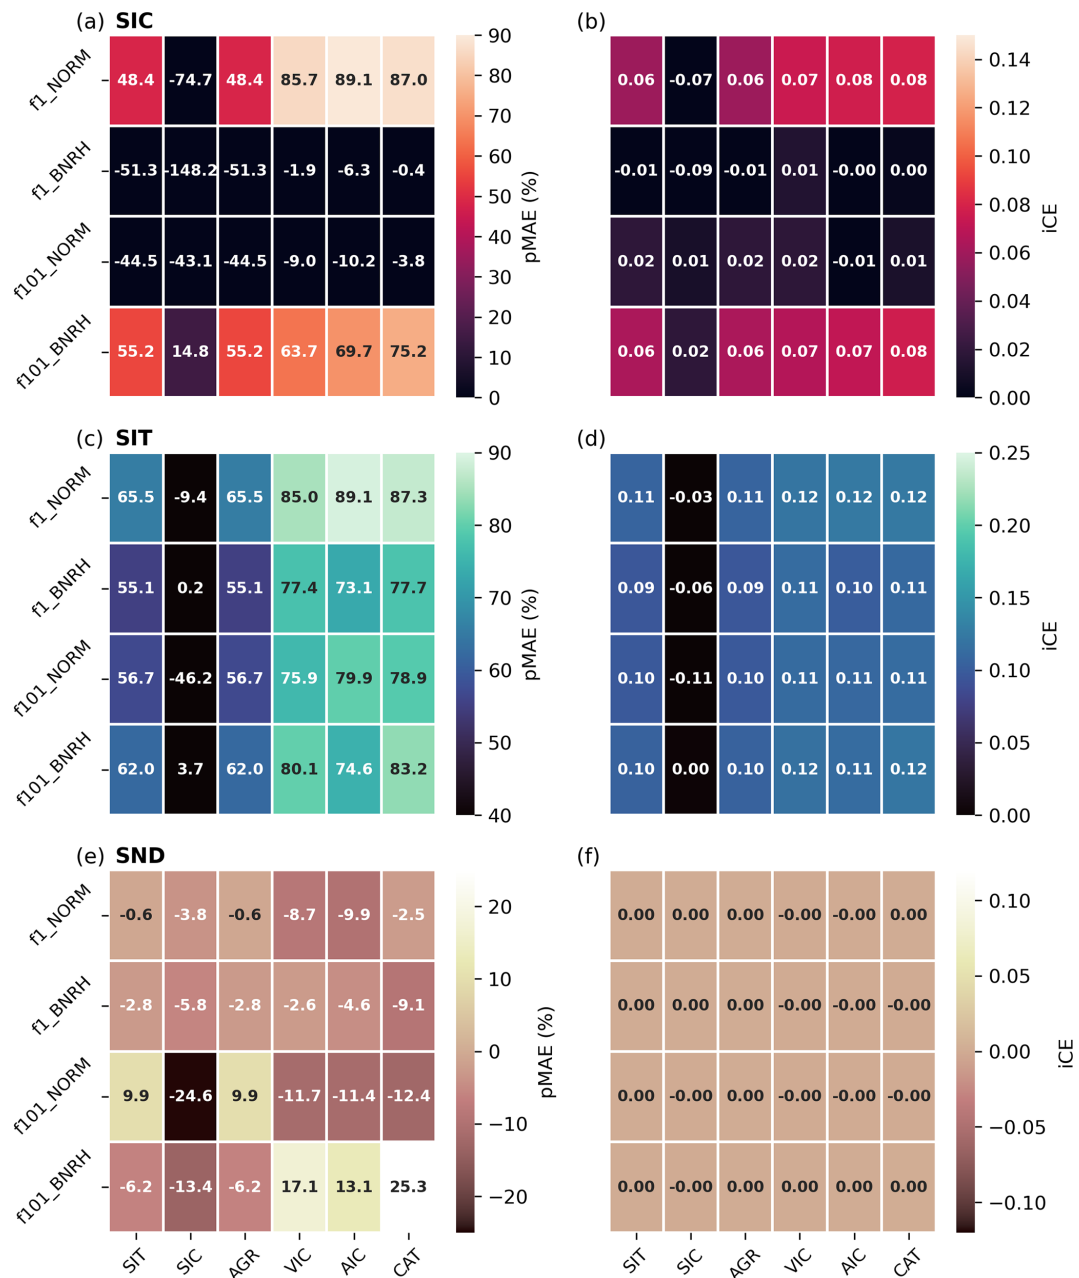 (a) SIC
(b)
f1_NORM 48.4 -74.7 48.4 85.7 89.1 87.0
f1_BNRH -51.3 -148.2 -51.3 -1.9 -6.3 -0.4
f101_NORM -44.5 -43.1 -44.5 -9.0 -10.2 -3.8
f101_BNRH 55.2 14.8 55.2 63.7 69.7 75.2
90
80
70
60
50
40
30
20
10
0
pMAE (%)
0.06 -0.07 0.06 0.07 0.08 0.08
-0.01 -0.09 -0.01 0.01 -0.00 0.00
0.02 0.01 0.02 0.02 -0.01 0.01
0.06 0.02 0.06 0.07 0.07 0.08
0.14
0.12
0.10
0.08
0.06
0.04
0.02
0.00
iCE
(c) SIT
(d)
f1_NORM 65.5 -9.4 65.5 85.0 89.1 87.3
f1_BNRH 55.1 0.2 55.1 77.4 73.1 77.7
f101_NORM 56.7 -46.2 56.7 75.9 79.9 78.9
f101_BNRH 62.0 3.7 62.0 80.1 74.6 83.2
90
80
70
60
50
40
pMAE (%)
0.11 -0.03 0.11 0.12 0.12 0.12
0.09 -0.06 0.09 0.11 0.10 0.11
0.10 -0.11 0.10 0.11 0.11 0.11
0.10 0.00 0.10 0.12 0.11 0.12
0.25
0.20
0.15
0.10
0.05
0.00
iCE
(e) SND
(f)
f1_NORM -0.6 -3.8 -0.6 -8.7 -9.9 -2.5
f1_BNRH -2.8 -5.8 -2.8 -2.6 -4.6 -9.1
f101_NORM 9.9 -24.6 9.9 -11.7 -11.4 -12.4
f101_BNRH -6.2 -13.4 -6.2 17.1 13.1 25.3
SIT SIC AGR VIC AIC CAT
20
10
0
−10
−20
pMAE (%)
0.00 0.00 0.00 -0.00 -0.00 0.00
0.00 0.00 0.00 -0.00 -0.00 -0.00
0.00 -0.00 0.00 -0.00 -0.00 -0.00
0.00 -0.00 0.00 0.00 0.00 0.00
SIT SIC AGR VIC AIC CAT
0.10
0.05
0.00
−0.05
−0.10
iCE